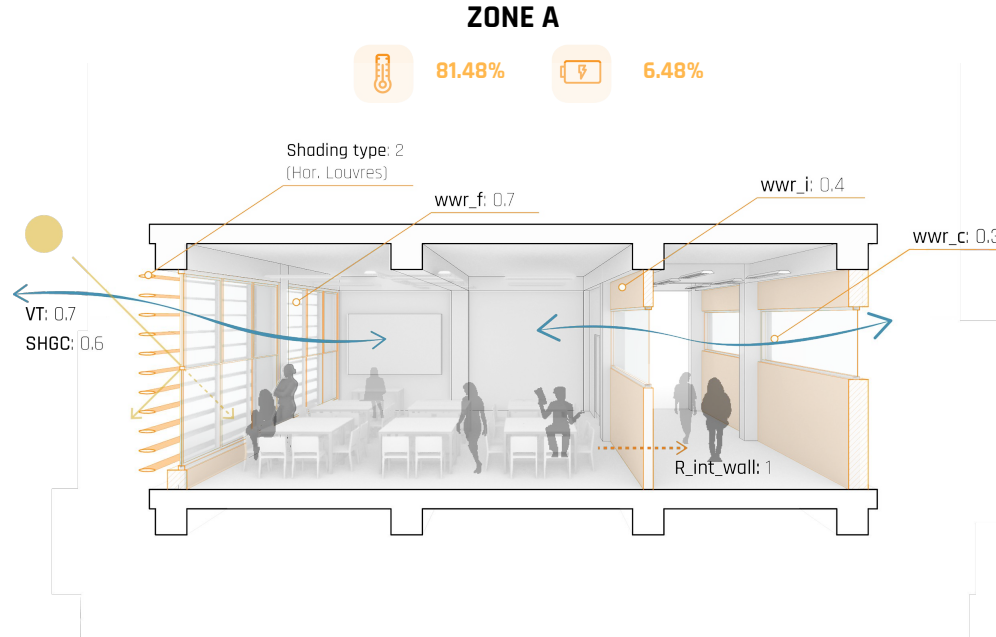 ZONE A
81.48%
6.48%
Shading type: 2
(Hor. Louvres)
wwr_f: 0.7
wwr_i: 0.4
wwr_c: 0.3
VT: 0.7
SHGC: 0.6
R_int_wall: 1